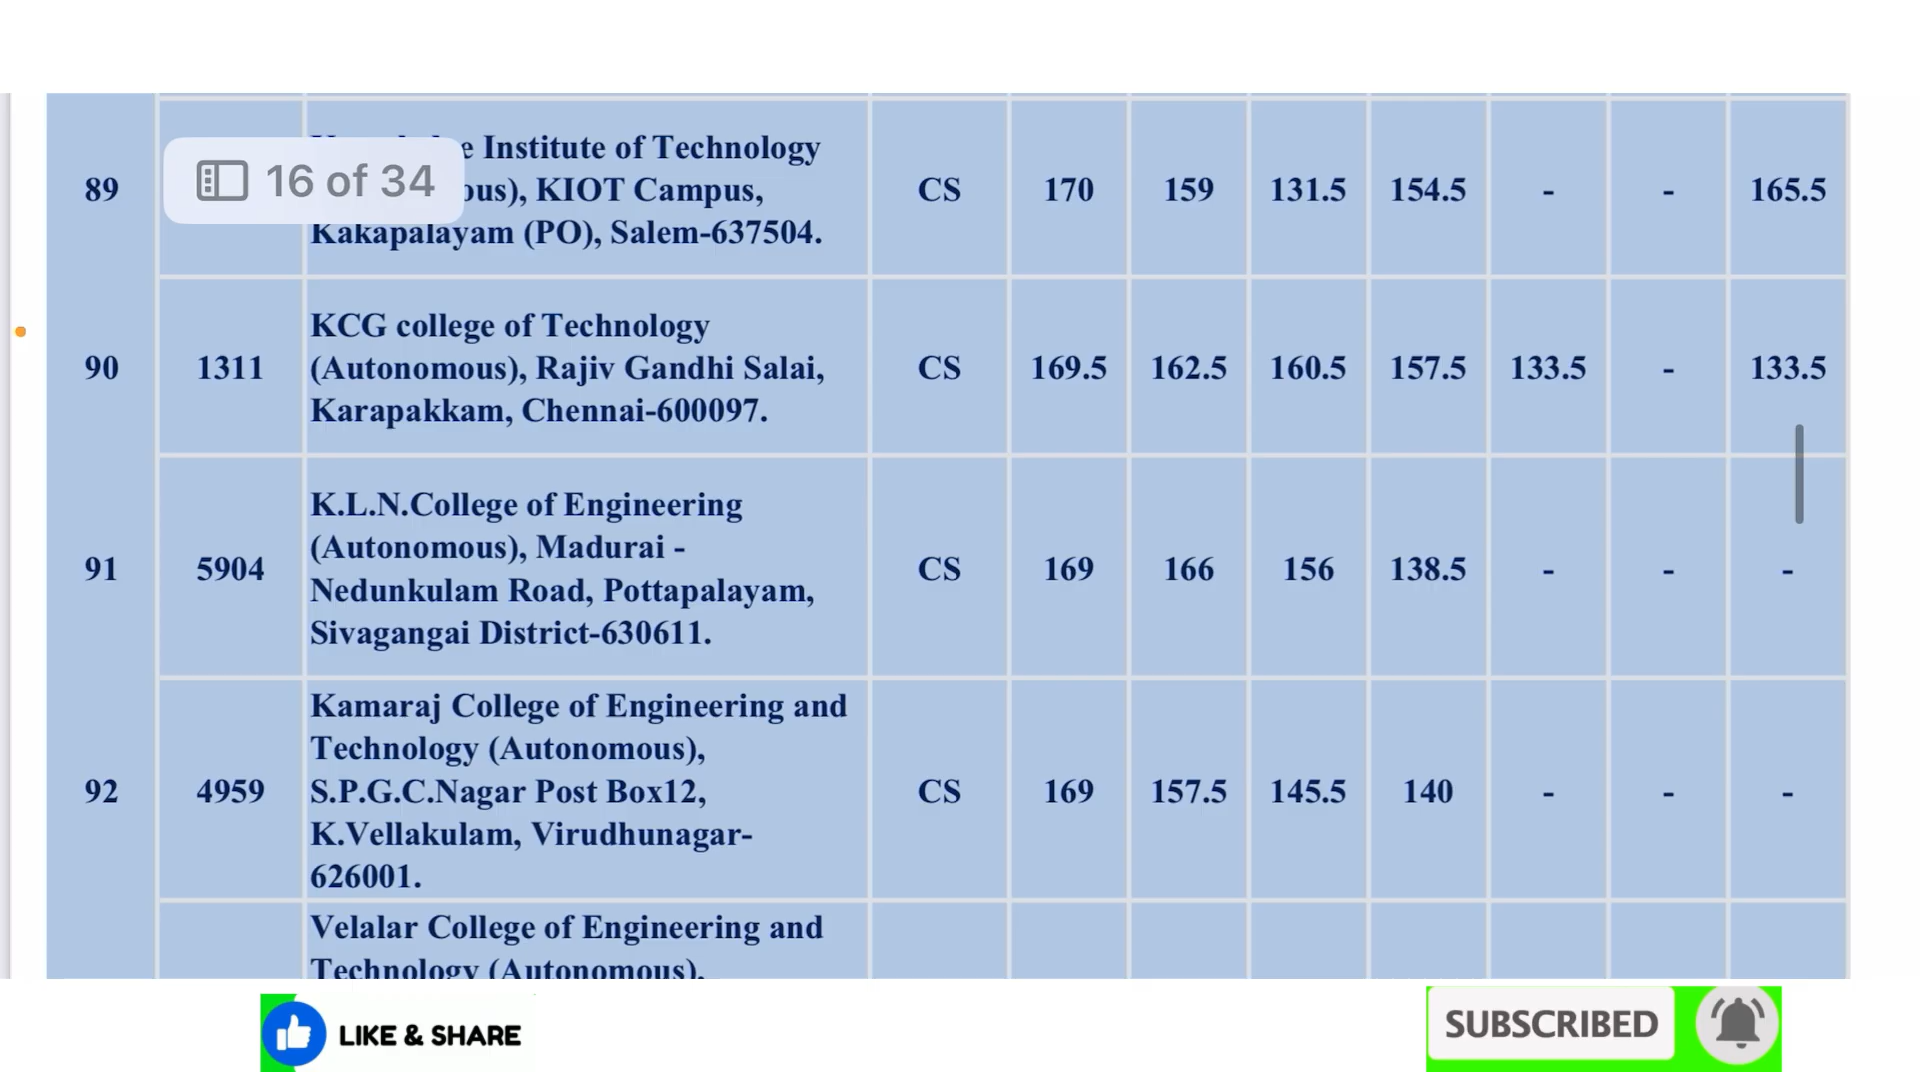 e Institute of Technology
16 of 34
89 ous), KIOT Campus, CS 170 159 131.5 154.5 - - 165.5
Kakapalayam (PO), Salem-637504.
KCG college of Technology
90 1311 (Autonomous), Rajiv Gandhi Salai, CS 169.5 162.5 160.5 157.5 133.5 - 133.5
Karapakkam, Chennai-600097.
K.L.N.College of Engineering
(Autonomous), Madurai -
91 5904 CS 169 166 156 138.5 - - -
Nedunkulam Road, Pottapalayam,
Sivagangai District-630611.
Kamaraj College of Engineering and
Technology (Autonomous),
92 4959 S.P.G.C.Nagar Post Box12, CS 169 157.5 145.5 140 - - -
K.Vellakulam, Virudhunagar-
626001.
Velalar College of Engineering and
Technology (Autonomous),
LIKE & SHARE
SUBSCRIBED